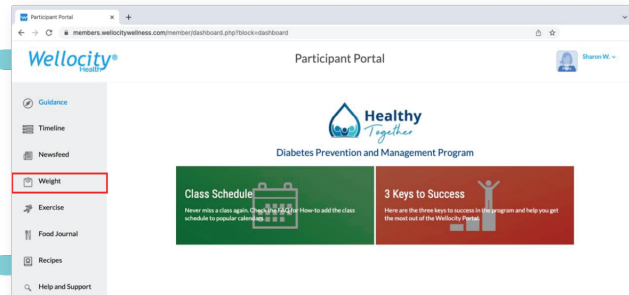 Participant Portal
members.wellocitywellness.com/member/dashboard.php?block=dashboard
Wellocity®
Health
Participant Portal
Sharon W.
Guidance
Timeline
Newsfeed
Weight
Exercise
Food Journal
Recipes
Help and Support
Healthy
Together
Diabetes Prevention and Management Program
Class Schedule
Never miss a class again. Check the FAQ for How-to add the class
schedule to popular calendars
3 Keys to Success
Here are the three keys to success in the program and help you get
the most out of the Wellocity Portal.